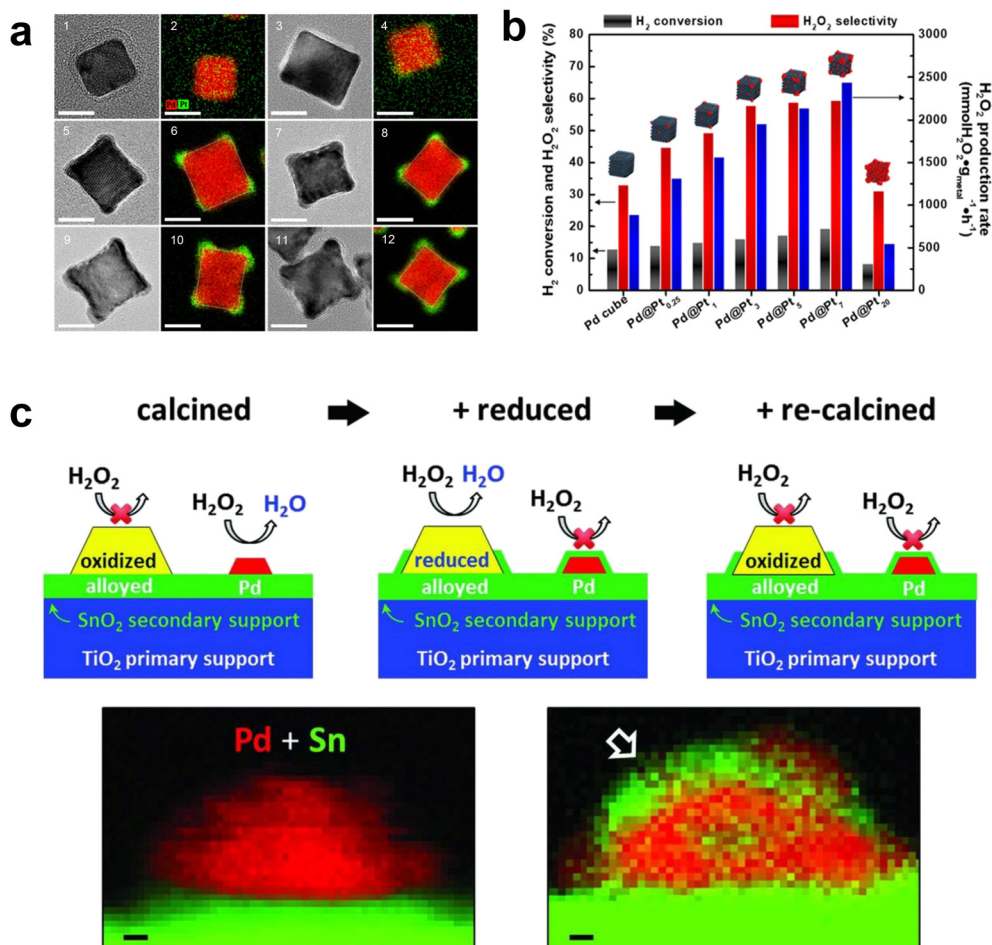 a
1
2
3
4
Pd Pt
5
6
7
8
9
10
11
12
b
H₂ conversion
H₂O₂ selectivity
H₂ conversion and H₂O₂ selectivity (%)
80
70
60
50
40
30
20
10
0
3000
2500
2000
1500
1000
500
0
H₂O₂ production rate
(mmolH₂O₂•g_metal⁻¹•h⁻¹)
Pd cube
Pd@Pt₀.₂₅
Pd@Pt₁
Pd@Pt₃
Pd@Pt₅
Pd@Pt₇
Pd@Pt₂₀
c
calcined
+ reduced
+ re-calcined
H₂O₂
H₂O₂
H₂O
oxidized
alloyed
Pd
SnO₂ secondary support
TiO₂ primary support
H₂O₂
H₂O
H₂O₂
reduced
alloyed
Pd
SnO₂ secondary support
TiO₂ primary support
H₂O₂
H₂O₂
oxidized
alloyed
Pd
SnO₂ secondary support
TiO₂ primary support
Pd + Sn